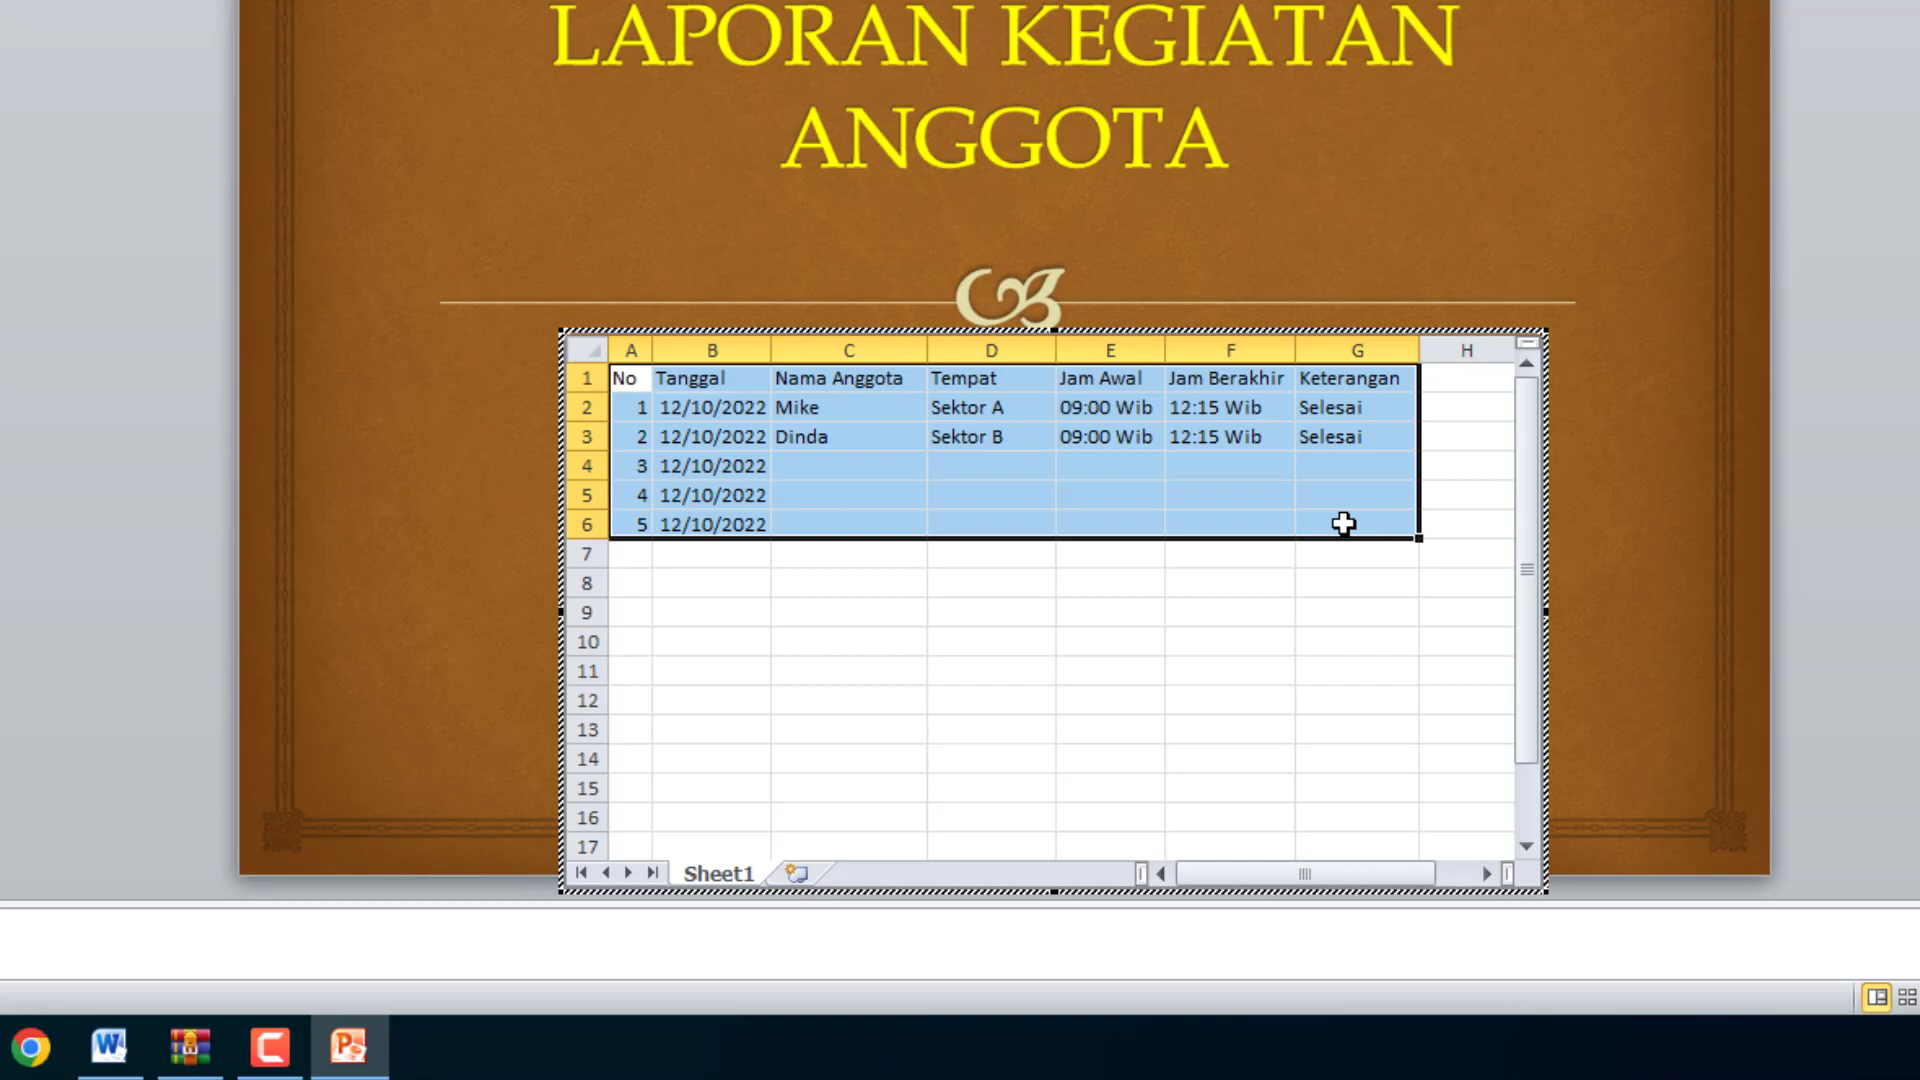 LAPORAN KEGIATAN
ANGGOTA
A B C D E F G H
1 No Tanggal Nama Anggota Tempat Jam Awal Jam Berakhir Keterangan
2 1 12/10/2022 Mike Sektor A 09:00 Wib 12:15 Wib Selesai
3 2 12/10/2022 Dinda Sektor B 09:00 Wib 12:15 Wib Selesai
4 3 12/10/2022
5 4 12/10/2022
6 5 12/10/2022
7
8
9
10
11
12
13
14
15
16
17
Sheet1